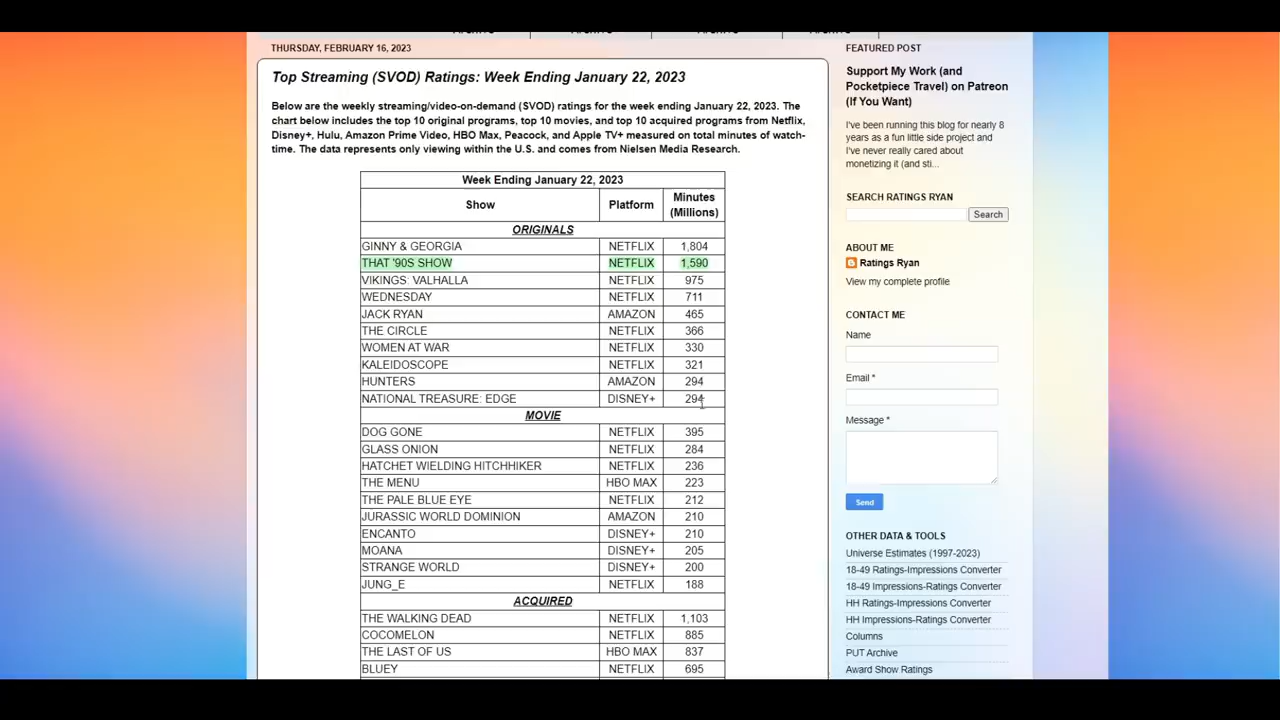 THURSDAY, FEBRUARY 16, 2023
Top Streaming (SVOD) Ratings: Week Ending January 22, 2023
Below are the weekly streaming/video-on-demand (SVOD) ratings for the week ending January 22, 2023. The
chart below includes the top 10 original programs, top 10 movies, and top 10 acquired programs from Netflix,
Disney+, Hulu, Amazon Prime Video, HBO Max, Peacock, and Apple TV+ measured on total minutes of watch-
time. The data represents only viewing within the U.S. and comes from Nielsen Media Research.
Week Ending January 22, 2023
Show Platform Minutes (Millions)
ORIGINALS
GINNY & GEORGIA NETFLIX 1,804
THAT '90S SHOW NETFLIX 1,590
VIKINGS: VALHALLA NETFLIX 975
WEDNESDAY NETFLIX 711
JACK RYAN AMAZON 465
THE CIRCLE NETFLIX 366
WOMEN AT WAR NETFLIX 330
KALEIDOSCOPE NETFLIX 321
HUNTERS AMAZON 294
NATIONAL TREASURE: EDGE DISNEY+ 294
MOVIE
DOG GONE NETFLIX 395
GLASS ONION NETFLIX 284
HATCHET WIELDING HITCHHIKER NETFLIX 236
THE MENU HBO MAX 223
THE PALE BLUE EYE NETFLIX 212
JURASSIC WORLD DOMINION AMAZON 210
ENCANTO DISNEY+ 210
MOANA DISNEY+ 205
STRANGE WORLD DISNEY+ 200
JUNG_E NETFLIX 188
ACQUIRED
THE WALKING DEAD NETFLIX 1,103
COCOMELON NETFLIX 885
THE LAST OF US HBO MAX 837
BLUEY NETFLIX 695
FEATURED POST
Support My Work (and
Pocketpiece Travel) on Patreon
(If You Want)
I've been running this blog for nearly 8
years as a fun little side project and
I've never really cared about
monetizing it (and sti...
SEARCH RATINGS RYAN
Search
ABOUT ME
Ratings Ryan
View my complete profile
CONTACT ME
Name
Email *
Message *
Send
OTHER DATA & TOOLS
Universe Estimates (1997-2023)
18-49 Ratings-Impressions Converter
18-49 Impressions-Ratings Converter
HH Ratings-Impressions Converter
HH Impressions-Ratings Converter
Columns
PUT Archive
Award Show Ratings